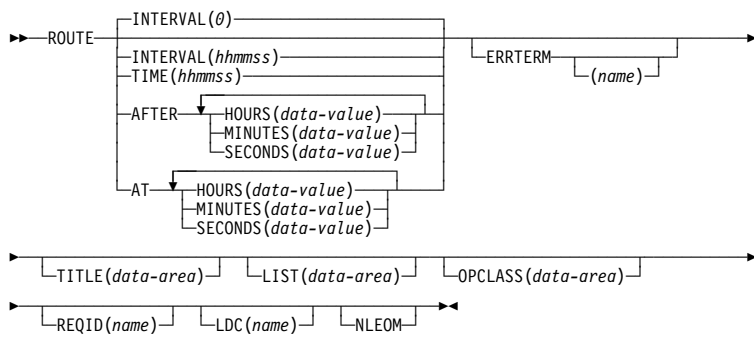 INTERVAL(0)
ROUTE
INTERVAL(hhmmss)
ERRTERM
TIME(hhmmss)
(name)
AFTER HOURS(data-value)
MINUTES(data-value)
SECONDS(data-value)
AT HOURS(data-value)
MINUTES(data-value)
SECONDS(data-value)
TITLE(data-area) LIST(data-area) OPCLASS(data-area)
REQID(name) LDC(name) NLEOM